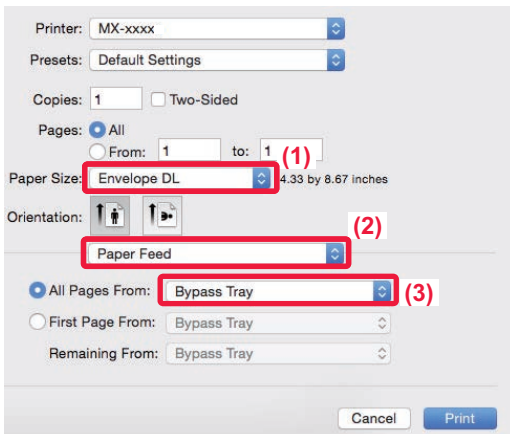 Printer: MX-xxxx
Presets: Default Settings
Copies: 1 Two-Sided
Pages: All
From: 1 to: 1 (1)
Paper Size: Envelope DL 4.33 by 8.67 inches
Orientation:
(2)
Paper Feed
All Pages From: Bypass Tray (3)
First Page From: Bypass Tray
Remaining From: Bypass Tray
Cancel Print